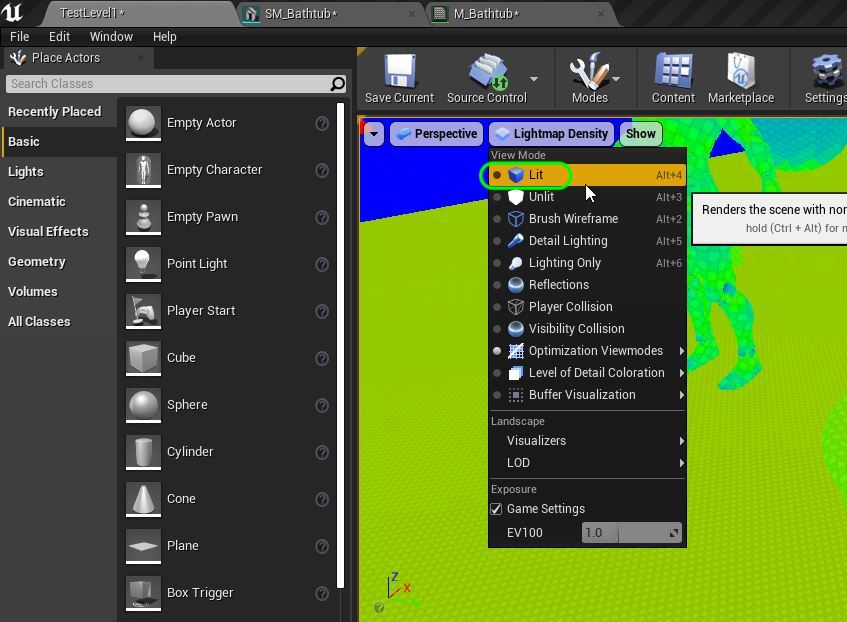 TestLevel1*
SM_Bathtub*
M_Bathtub*
File Edit Window Help
Place Actors
Search Classes
Save Current Source Control Modes Content Marketplace Settings
Recently Placed
Basic
Lights
Cinematic
Visual Effects
Geometry
Volumes
All Classes
Empty Actor
Empty Character
Empty Pawn
Point Light
Player Start
Cube
Sphere
Cylinder
Cone
Plane
Box Trigger
Perspective Lightmap Density Show
View Mode
Lit Alt+4
Unlit Alt+3
Brush Wireframe Alt+2
Detail Lighting Alt+5
Lighting Only Alt+6
Reflections
Player Collision
Visibility Collision
Optimization Viewmodes
Level of Detail Coloration
Buffer Visualization
Landscape
Visualizers
LOD
Exposure
Game Settings
EV100 1.0
Renders the scene with nor
hold (Ctrl + Alt) for
Z
X